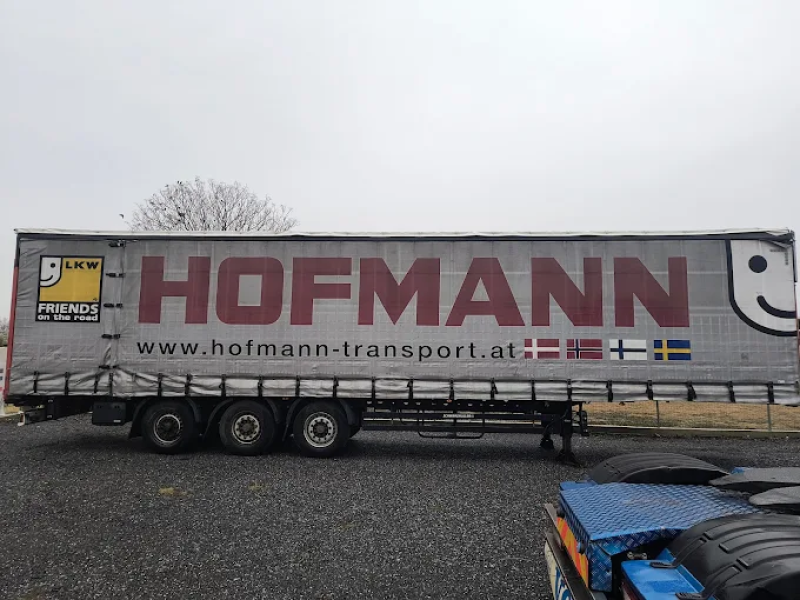 LKW
FRIENDS
on the road
HOFMANN
www.hofmann-transport.at